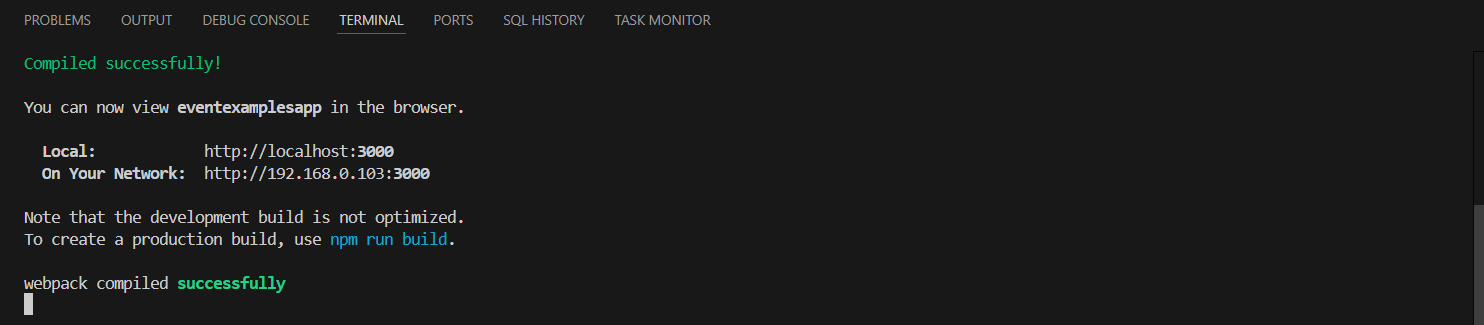 PROBLEMS OUTPUT DEBUG CONSOLE TERMINAL PORTS SQL HISTORY TASK MONITOR
Compiled successfully!
You can now view eventexamplesapp in the browser.
Local: http://localhost:3000
On Your Network: http://192.168.0.103:3000
Note that the development build is not optimized.
To create a production build, use npm run build.
webpack compiled successfully